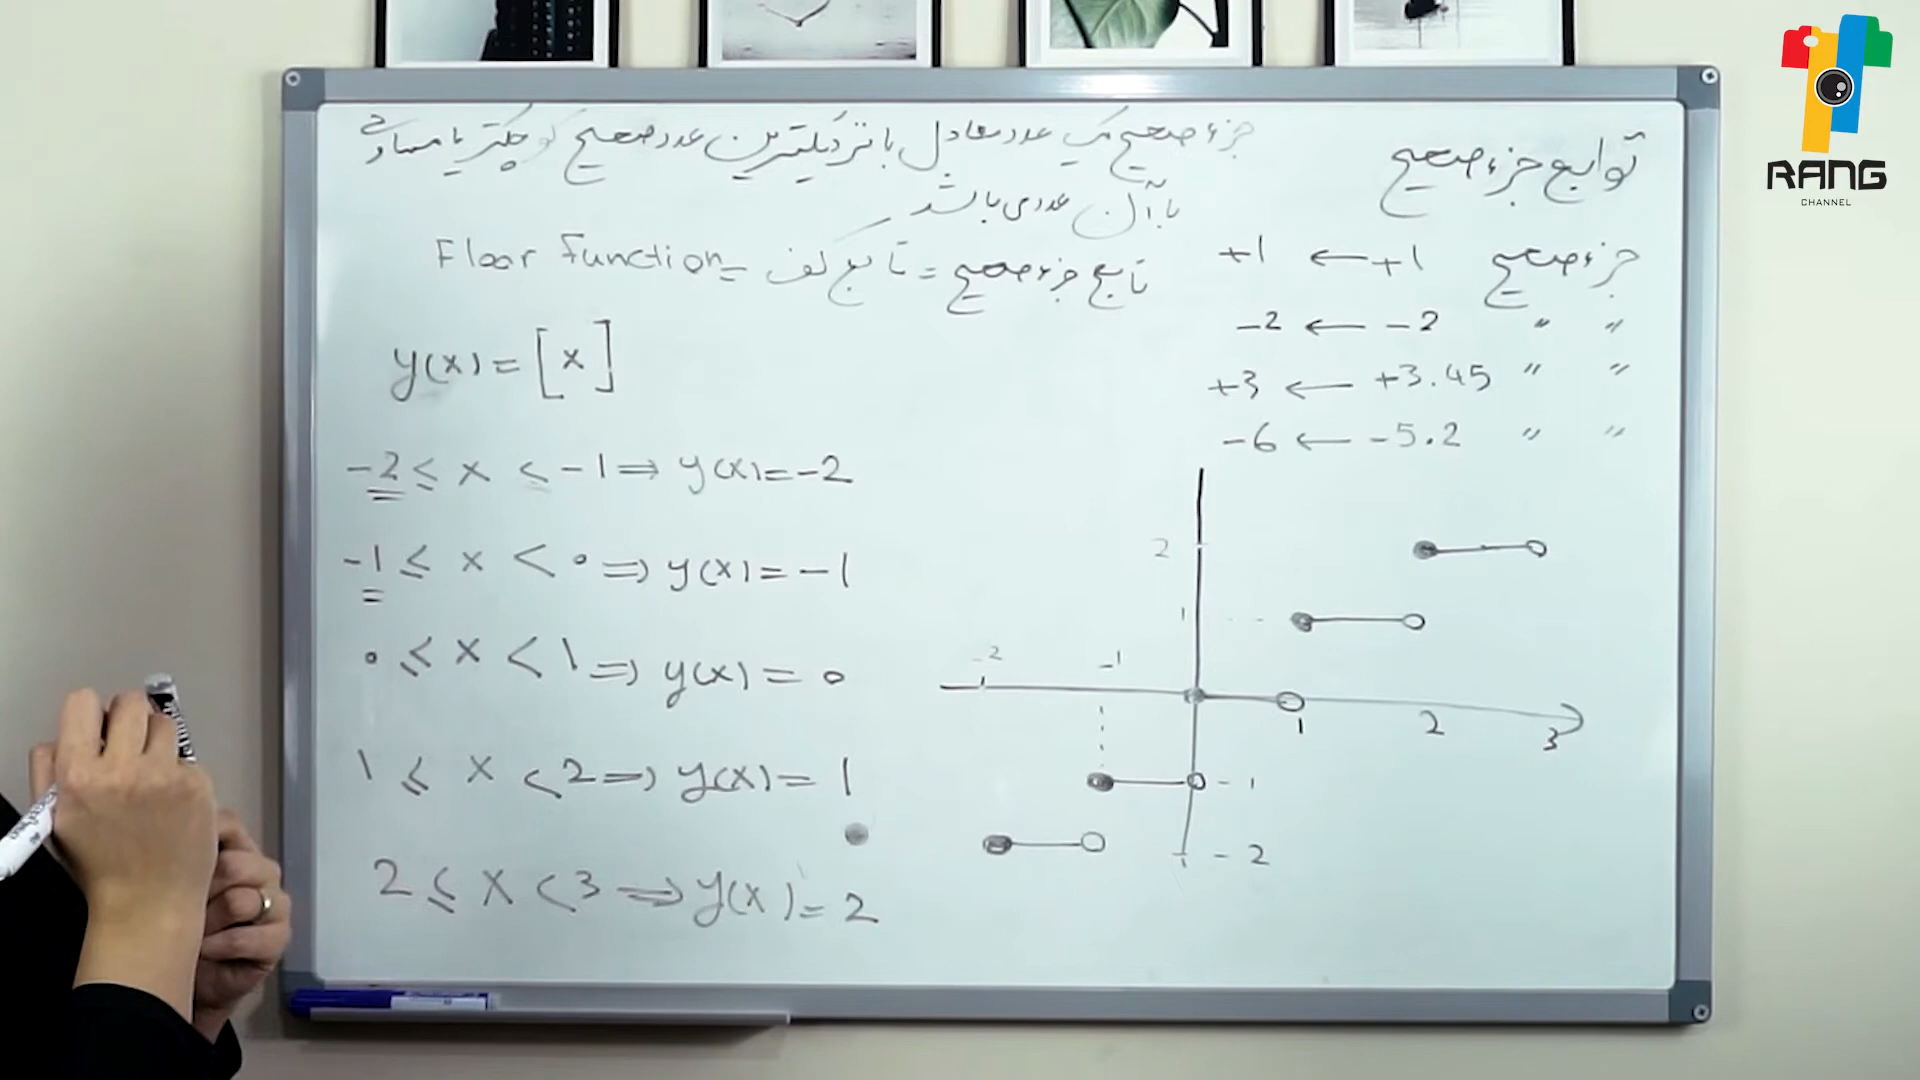 توابع جزء صحیح
جزء صحیح یک عدد معادل با نزدیکترین عدد صحیح کوچکتر یا مساوی
با آن عدد می باشد
تابع جزء صحیح = تابع کف = Floor Function
جزء صحیح +1 ← +1
" " -2 ← -2
" " +3.45 ← +3
" " -5.2 ← -6
y(x) = [x]
-2 ≤ x ≤ -1 ⇒ y(x) = -2
-1 ≤ x < 0 ⇒ y(x) = -1
0 ≤ x < 1 ⇒ y(x) = 0
1 ≤ x < 2 ⇒ y(x) = 1
2 ≤ x < 3 ⇒ y(x) = 2
2
1
-2 -1
1 2 3
-1
-2
RANG
CHANNEL